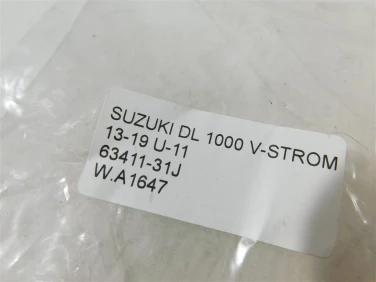 SUZUKI DL 1000 V-STROM
13-19 U-11
63411-31J
W.A1647